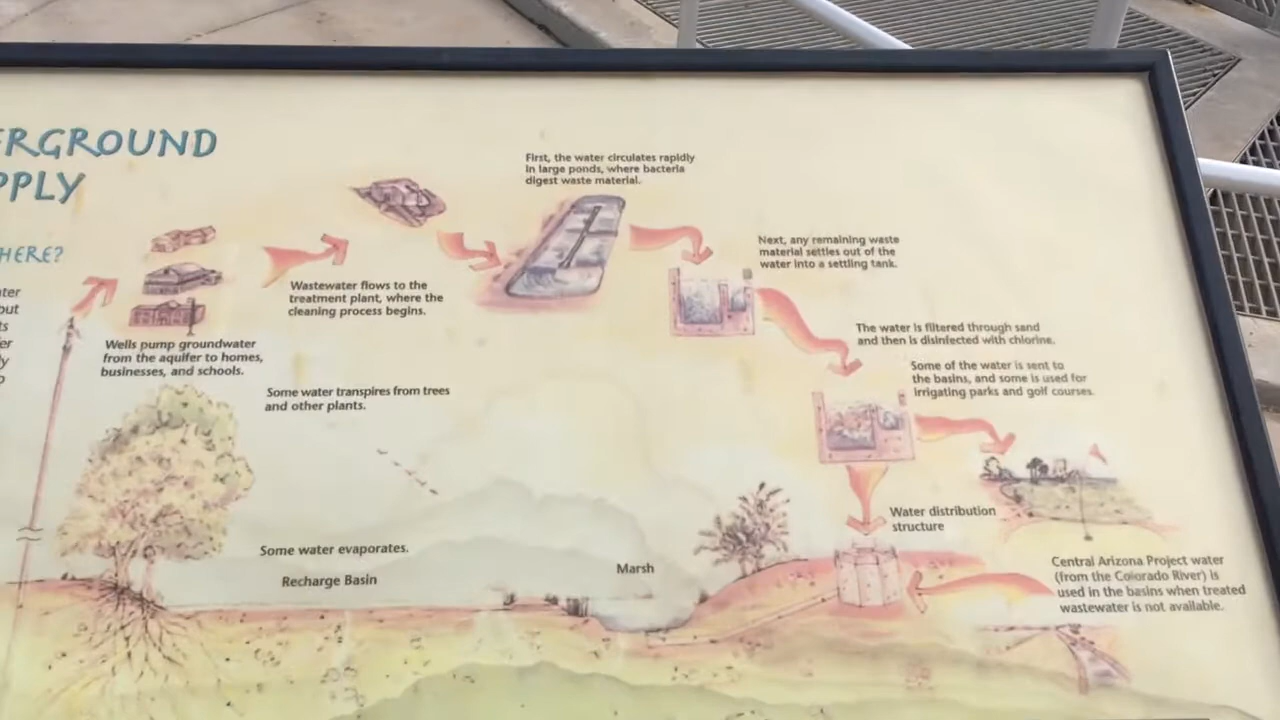 ERGROUND
PPLY
HERE?
First, the water circulates rapidly
in large ponds, where bacteria
digest waste material.
Next, any remaining waste
material settles out of the
water into a settling tank.
Wastewater flows to the
treatment plant, where the
cleaning process begins.
The water is filtered through sand
and then is disinfected with chlorine.
Wells pump groundwater
from the aquifer to homes,
businesses, and schools.
Some of the water is sent to
the basins, and some is used for
irrigating parks and golf courses.
Some water transpires from trees
and other plants.
Water distribution
structure
Some water evaporates.
Recharge Basin
Marsh
Central Arizona Project water
(from the Colorado River) is
used in the basins when treated
wastewater is not available.